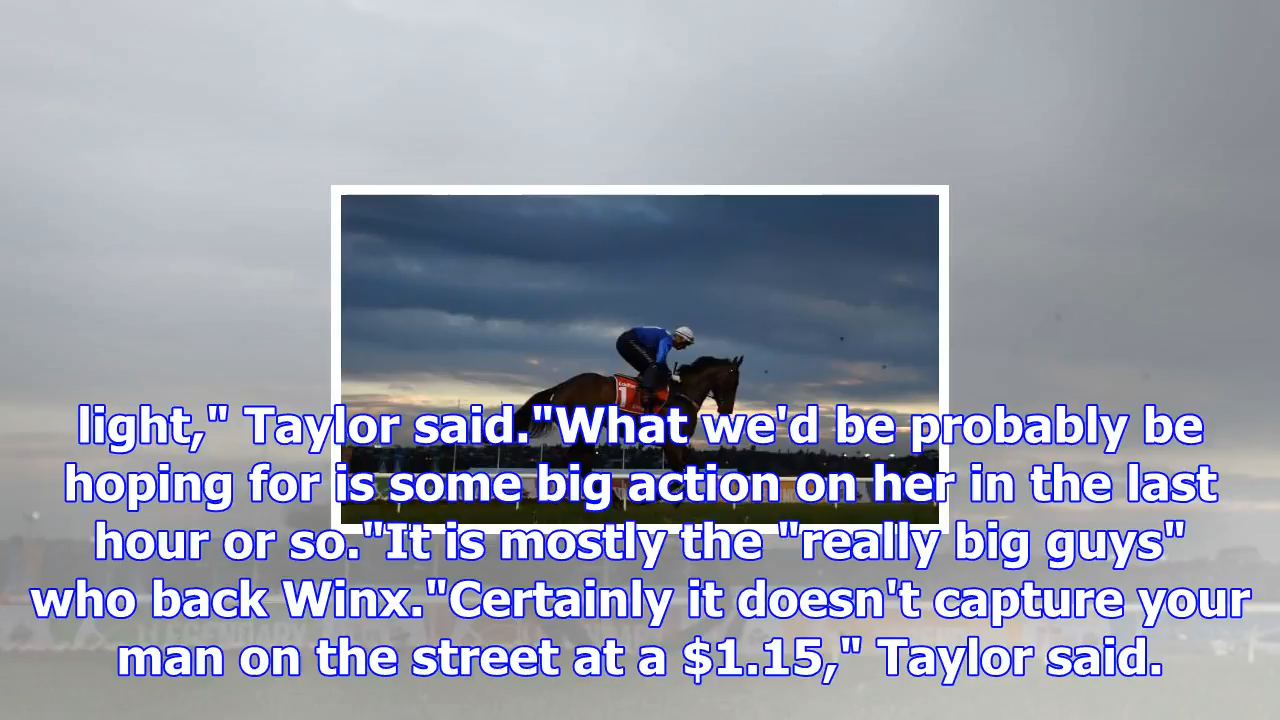 1
light," Taylor said."What we'd be probably be
hoping for is some big action on her in the last
hour or so."It is mostly the "really big guys"
who back Winx."Certainly it doesn't capture your
man on the street at a $1.15," Taylor said.